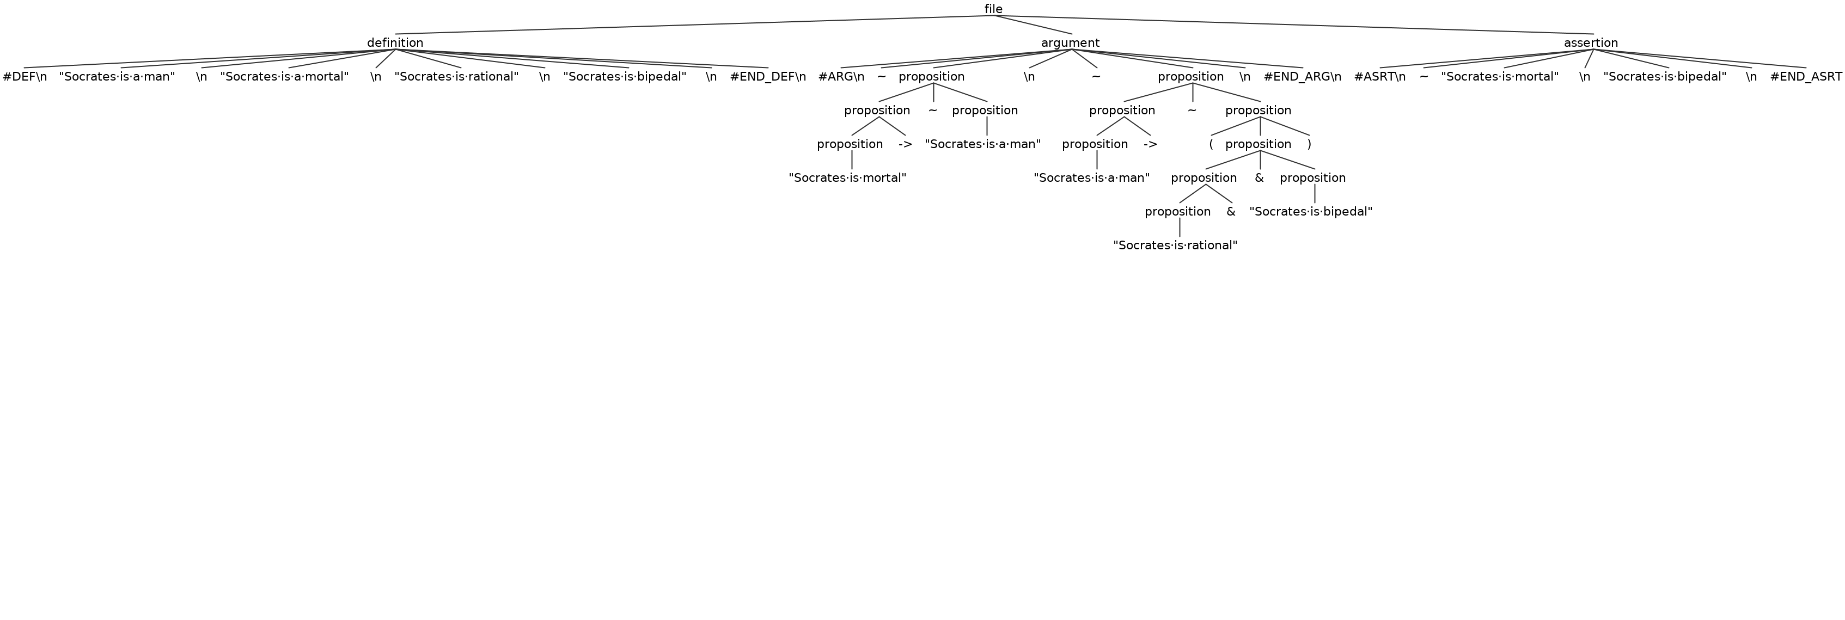 file
definition argument assertion
#DEF\n "Socrates·is·a·man" \n "Socrates·is·a·mortal" \n "Socrates·is·rational" \n "Socrates·is·bipedal" \n #END_DEF\n #ARG\n ~ proposition \n ~ proposition \n #END_ARG\n #ASRT\n ~ "Socrates·is·mortal" \n "Socrates·is·bipedal" \n #END_ASRT
proposition ~ proposition proposition ~ proposition
proposition -> "Socrates·is·a·man" proposition -> ( proposition )
"Socrates·is·mortal" "Socrates·is·a·man" proposition & proposition
proposition & "Socrates·is·bipedal"
"Socrates·is·rational"